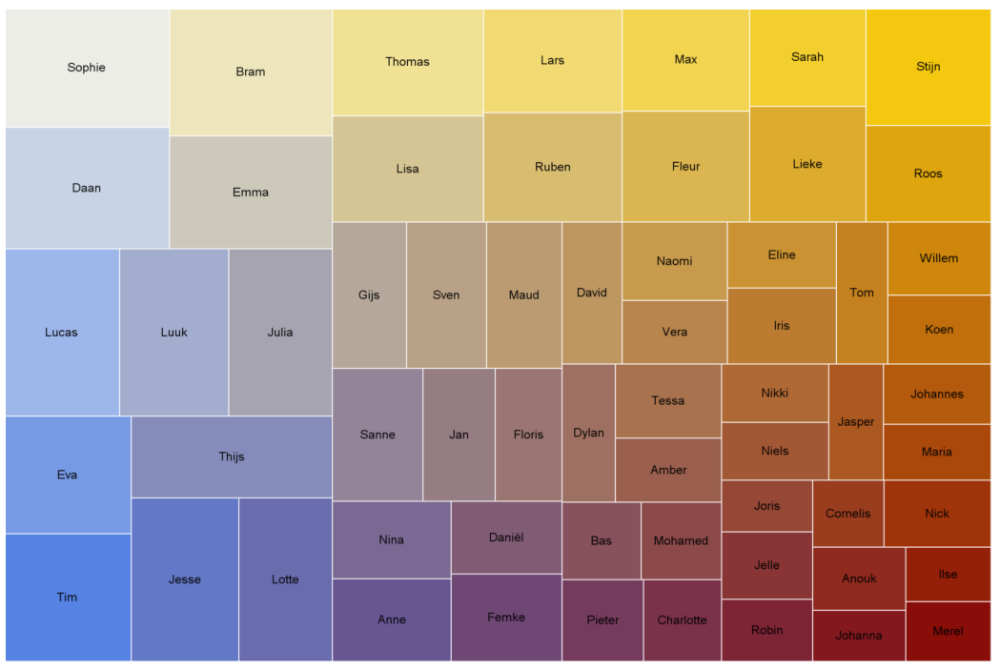 Sophie
Bram
Thomas
Lars
Max
Sarah
Stijn
Daan
Emma
Lisa
Ruben
Fleur
Lieke
Roos
Lucas
Luuk
Julia
Gijs
Sven
Maud
David
Naomi
Eline
Tom
Willem
Vera
Iris
Koen
Eva
Thijs
Sanne
Jan
Floris
Dylan
Tessa
Nikki
Jasper
Johannes
Amber
Niels
Maria
Tim
Jesse
Lotte
Nina
Daniël
Bas
Mohamed
Joris
Cornelis
Nick
Jelle
Anouk
Ilse
Anne
Femke
Pieter
Charlotte
Robin
Johanna
Merel